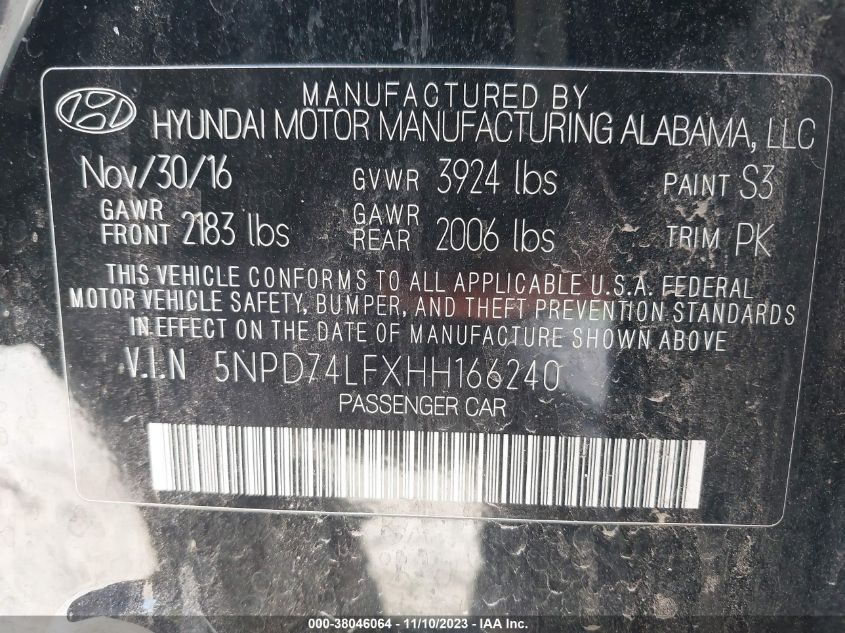 MANUFACTURED BY
HYUNDAI MOTOR MANUFACTURING ALABAMA, LLC
Nov/30/16 GVWR 3924 lbs PAINT S3
GAWR FRONT 2183 lbs GAWR REAR 2006 lbs TRIM PK
THIS VEHICLE CONFORMS TO ALL APPLICABLE U.S.A. FEDERAL
MOTOR VEHICLE SAFETY, BUMPER, AND THEFT PREVENTION STANDARDS
IN EFFECT ON THE DATE OF MANUFACTURE SHOWN ABOVE.
V.I.N 5NPD74LFXHH166240
PASSENGER CAR
000-38046064 - 11/10/2023 - IAA Inc.